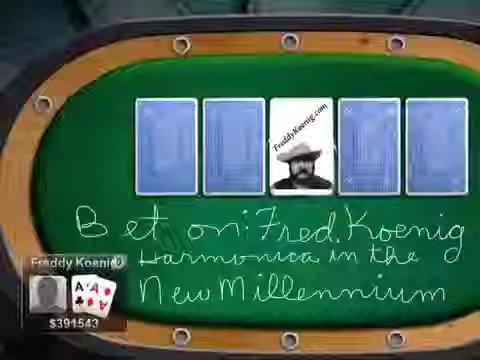 FreddyKoenig.com
Bet on: Fred. Koenig
Harmonica in the
New Millennium
Freddy Koenig
A A A
$391543